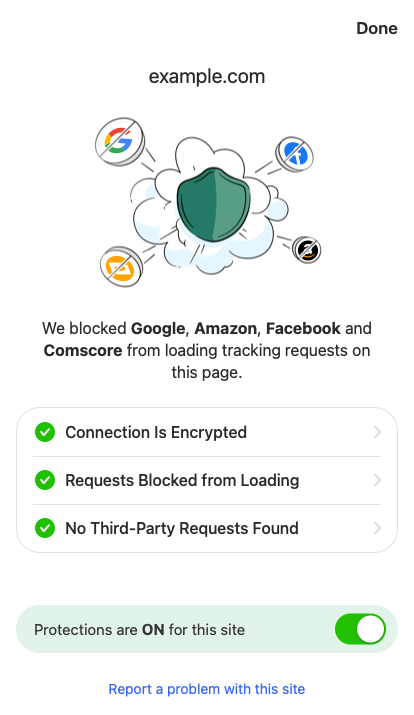 Done
example.com
We blocked Google, Amazon, Facebook and
Comscore from loading tracking requests on
this page.
Connection Is Encrypted
Requests Blocked from Loading
No Third-Party Requests Found
Protections are ON for this site
Report a problem with this site